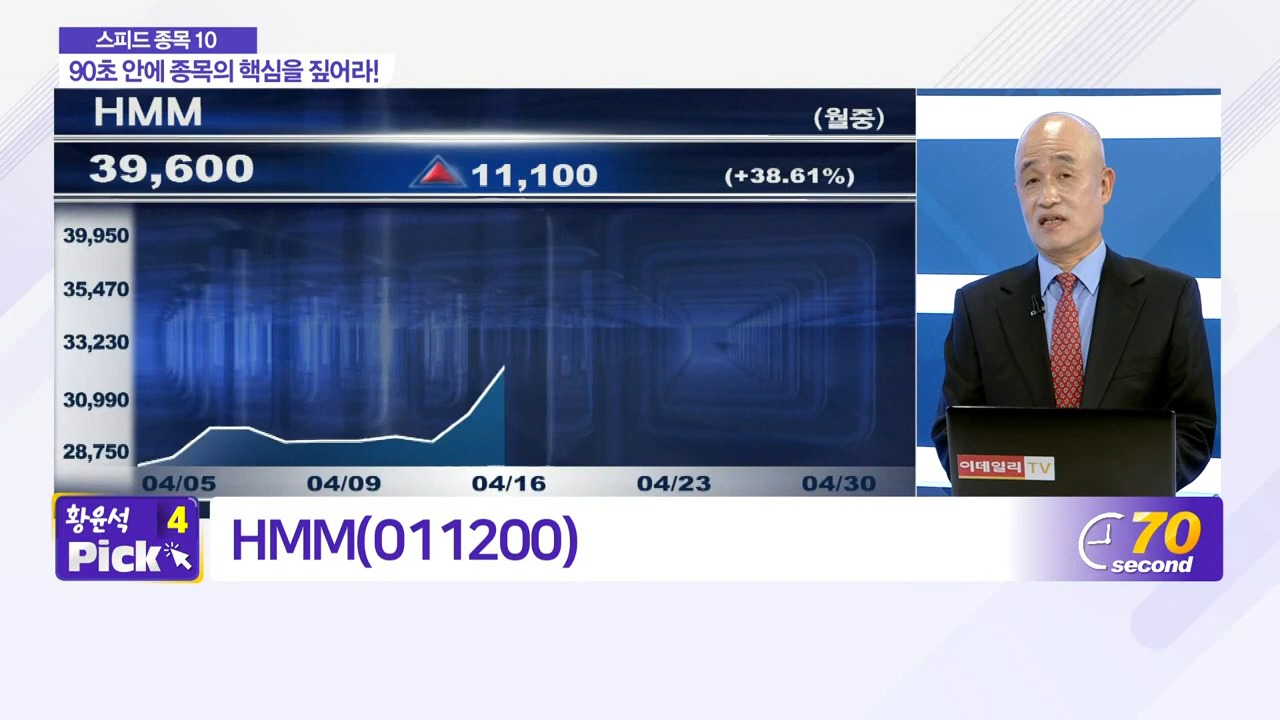 스피드 종목 10
90초 안에 종목의 핵심을 짚어라!
HMM
(월중)
39,600
11,100
(+38.61%)
39,950
35,470
33,230
30,990
28,750
04/05
04/09
04/16
04/23
04/30
이데일리 TV
황윤석
4
Pick
HMM(011200)
70
second